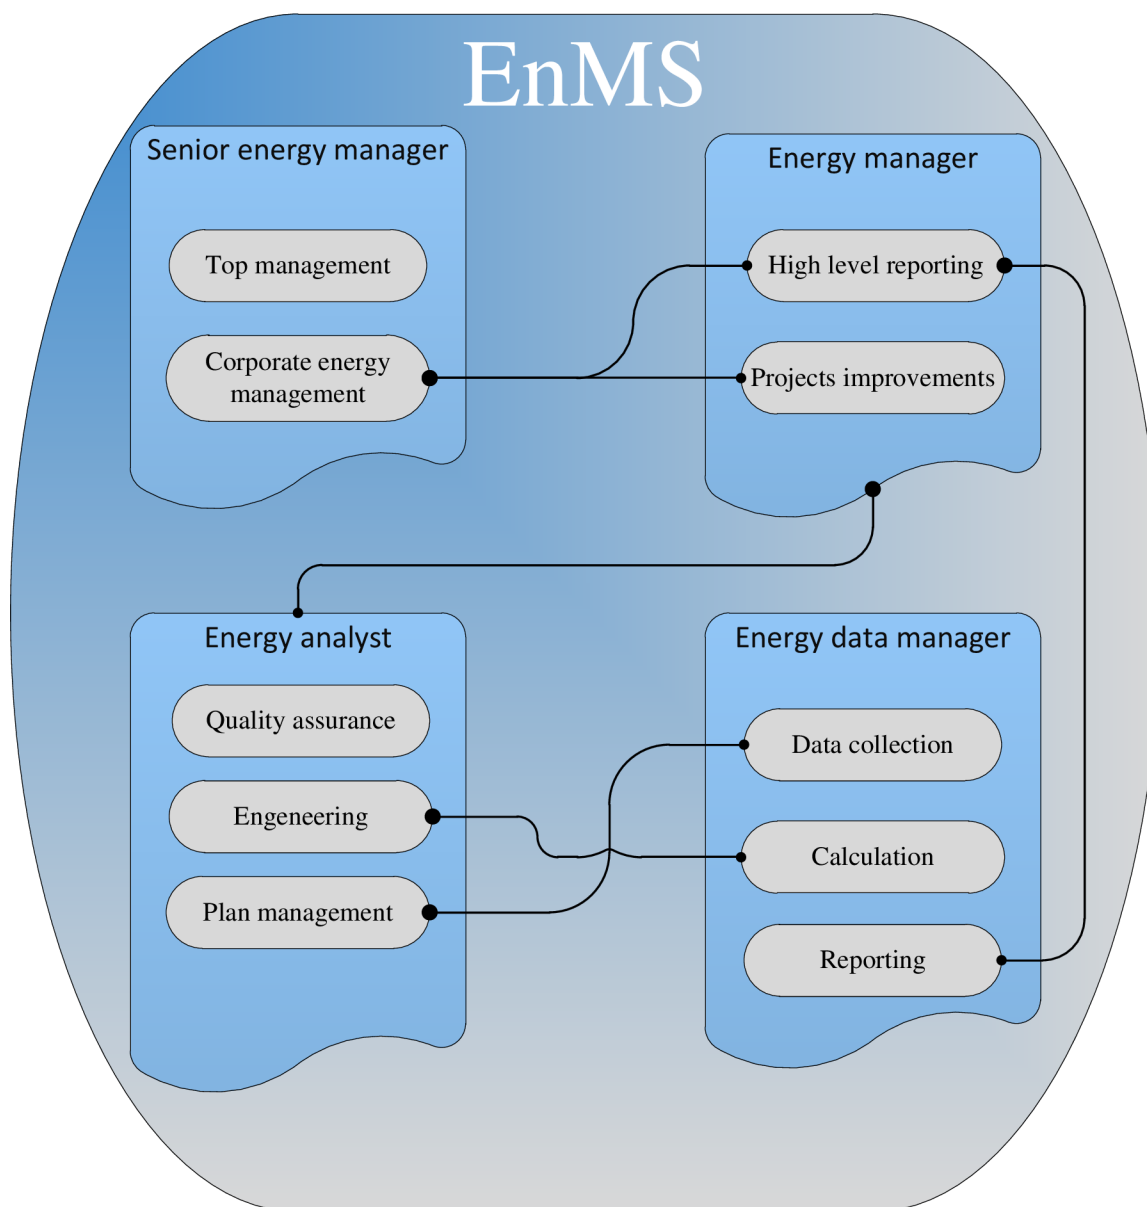 EnMS
Senior energy manager
Top management
Corporate energy
management
Energy manager
High level reporting
Projects improvements
Energy analyst
Quality assurance
Engeneering
Plan management
Energy data manager
Data collection
Calculation
Reporting